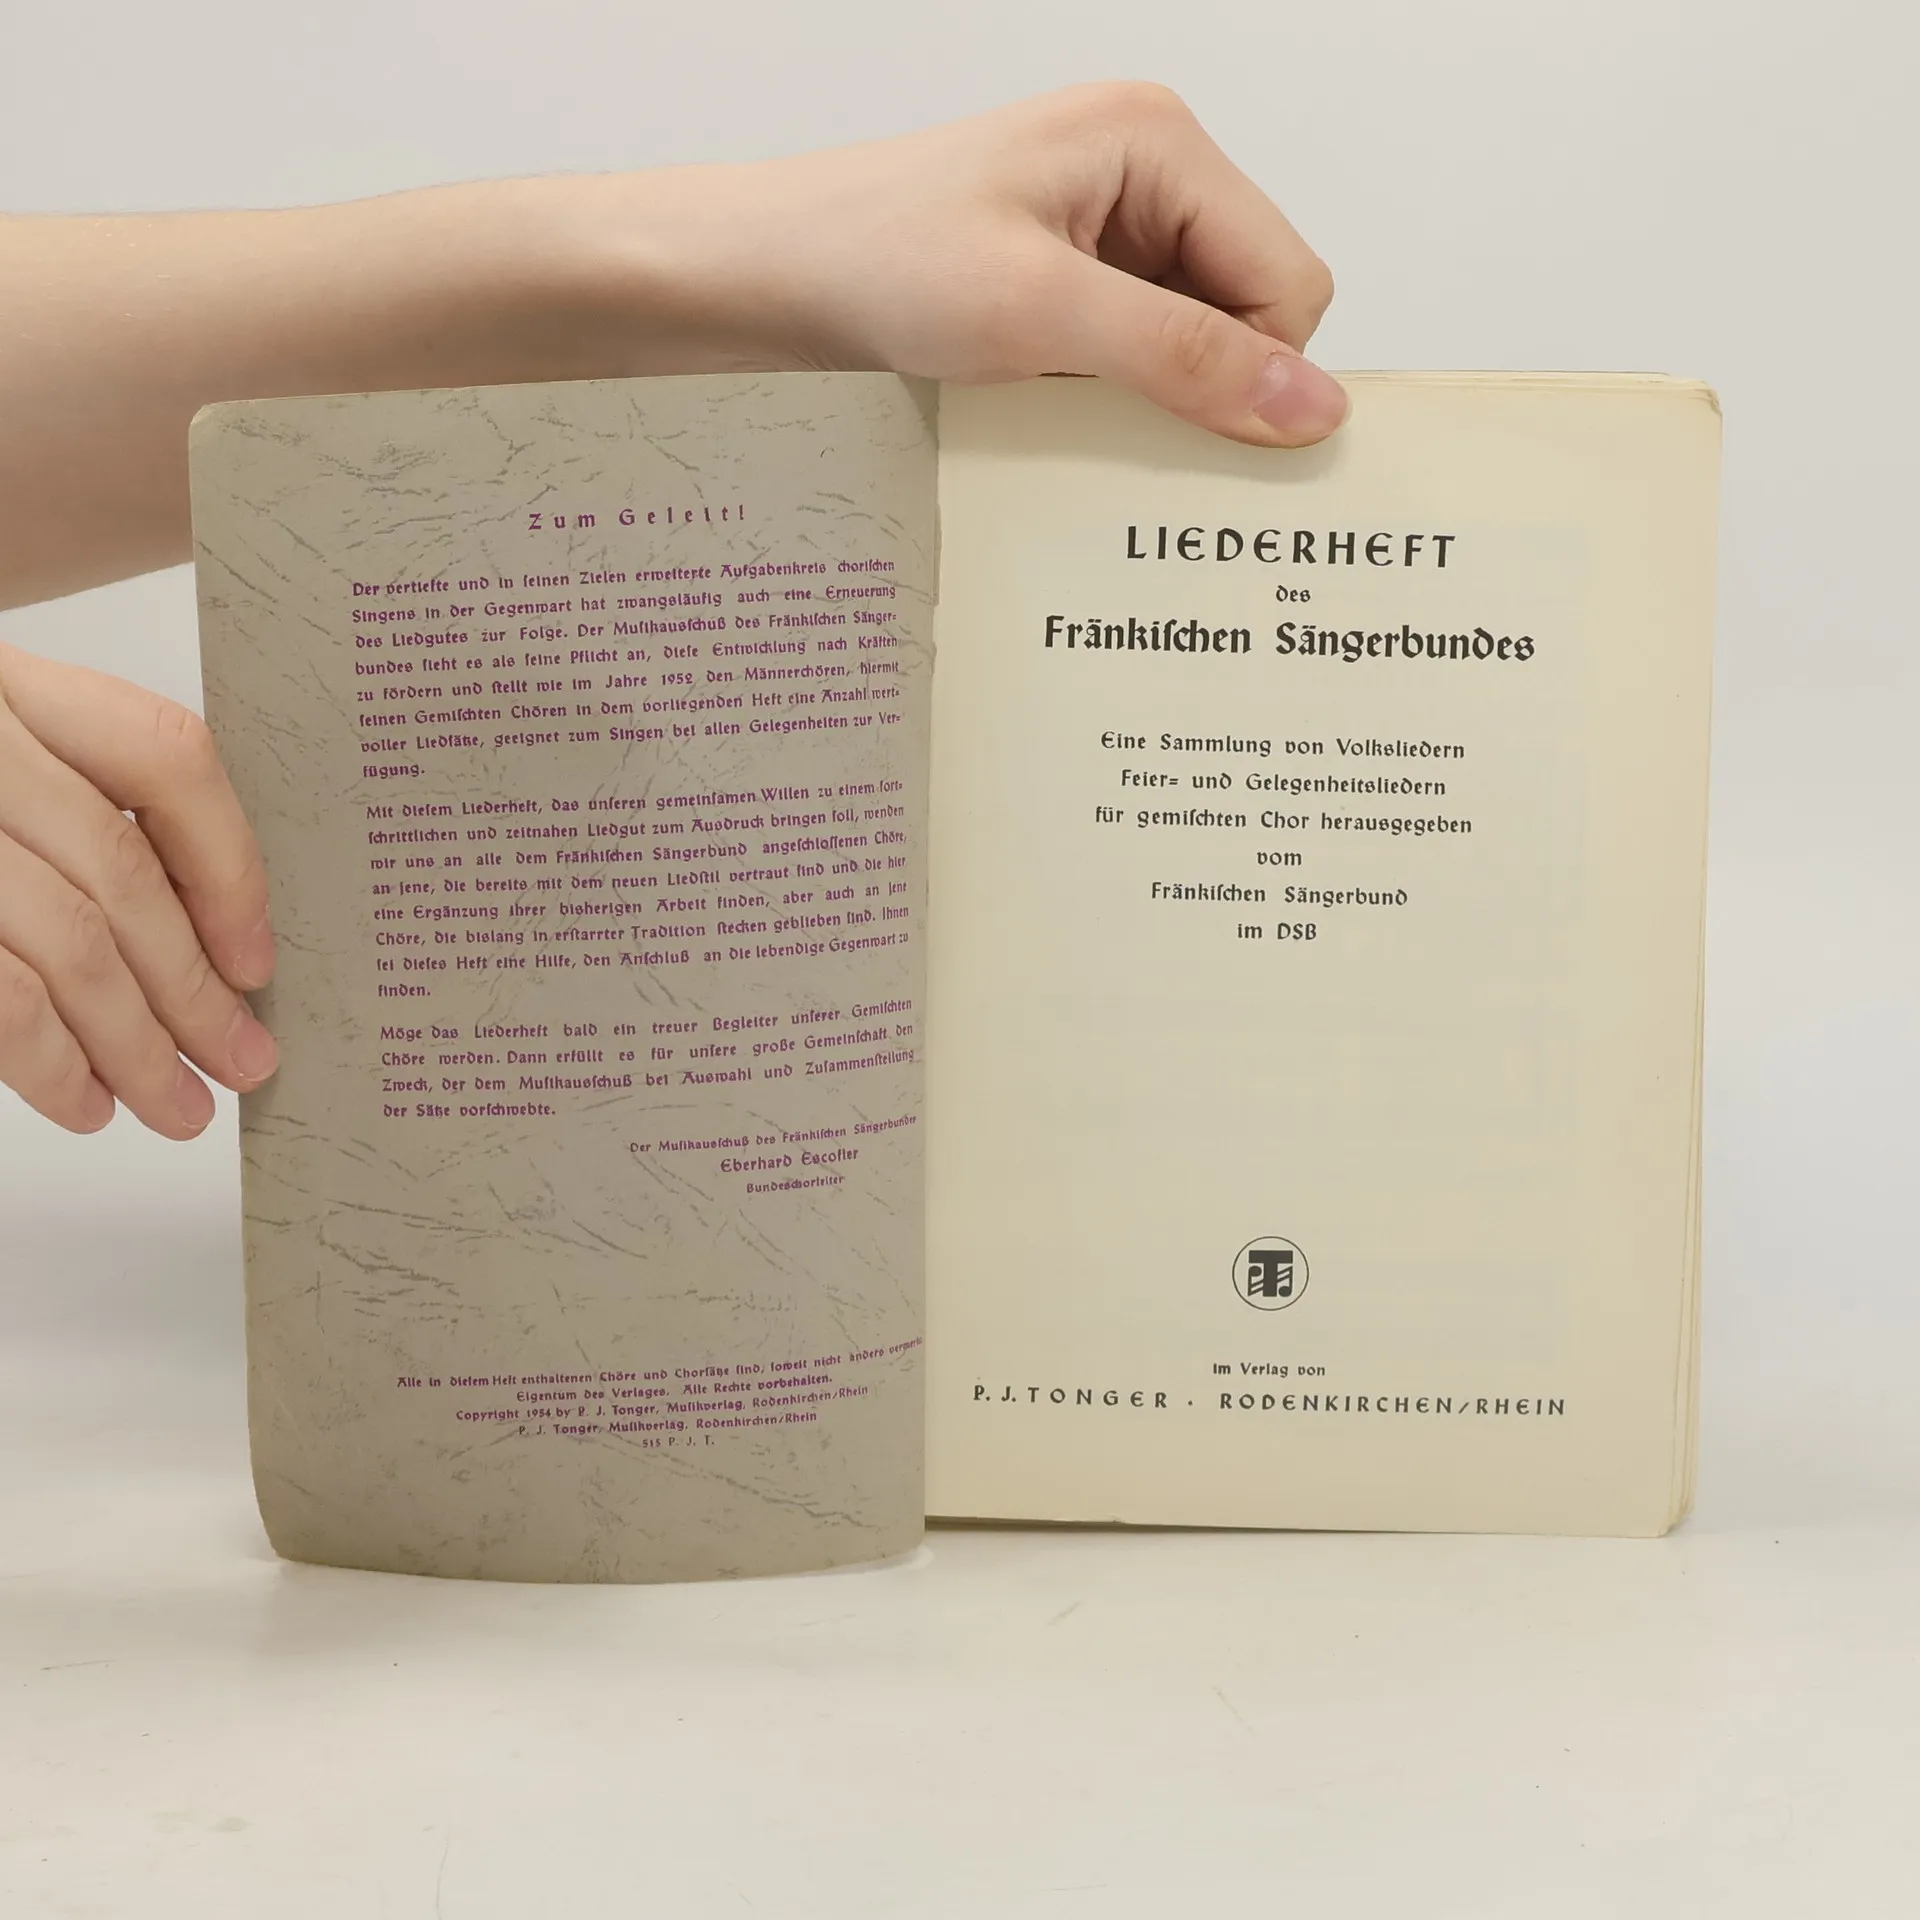 Zum Geleit!
Der vertiefte und in seinen Zielen erweiterte Aufgabenkreis chorischen
Singens in der Gegenwart hat zwangsläufig auch eine Erneuerung
des Liedgutes zur Folge. Der Musikausschuß des Fränkischen Sänger=
bundes sieht es als seine Pflicht an, diese Entwicklung nach Kräften
zu fördern und stellt wie im Jahre 1952 den Männerchören, hiermit
seinen Gemischten Chören in dem vorliegenden Heft eine Anzahl wert=
voller Liedsätze, geeignet zum Singen bei allen Gelegenheiten zur Ver=
fügung.
Mit diesem Liederheft, das unseren gemeinsamen Willen zu einem fort=
schrittlichen und zeitnahen Liedgut zum Ausdruck bringen soll, wenden
wir uns an alle dem Fränkischen Sängerbund angeschlossenen Chöre,
an jene, die bereits mit dem neuen Liedstil vertraut sind und die hier
eine Ergänzung ihrer bisherigen Arbeit finden, aber auch an jene
Chöre, die bislang in erstarrter Tradition stecken geblieben sind. Ihnen
sei dieses Heft eine Hilfe, den Anschluß an die lebendige Gegenwart zu
finden.
Möge das Liederheft bald ein treuer Begleiter unserer Gemischten
Chöre werden. Dann erfüllt es für unsere große Gemeinschaft den
Zweck, der dem Musikausschuß bei Auswahl und Zusammenstellung
der Sätze vorschwebte.
Der Musikausschuß des Fränkischen Sängerbundes
Eberhard Escofier
Bundeschorleiter
Alle in diesem Heft enthaltenen Chöre und Chorsätze sind, soweit nicht anders vermerkt
Eigentum des Verlages. Alle Rechte vorbehalten.
Copyright 1954 by P. J. Tonger, Musikverlag, Rodenkirchen/Rhein
P. J. Tonger, Musikverlag, Rodenkirchen/Rhein
515 P. J. T.
LIEDERHEFT
des
Fränkischen Sängerbundes
Eine Sammlung von Volksliedern
Feier= und Gelegenheitsliedern
für gemischten Chor herausgegeben
vom
Fränkischen Sängerbund
im DSB
Im Verlag von
P. J. TONGER . RODENKIRCHEN/RHEIN